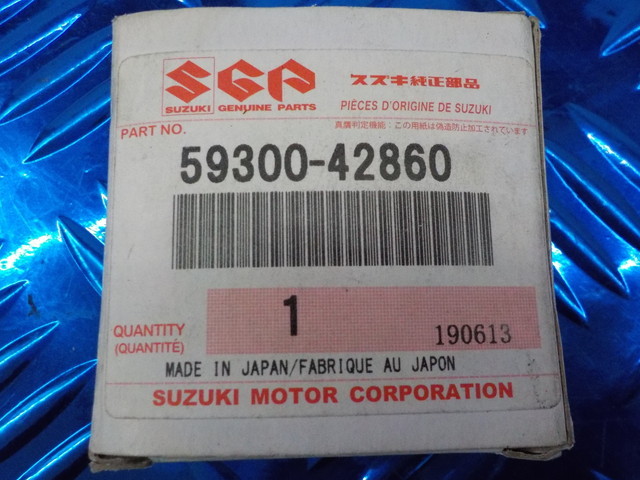 SGP
スズキ純正部品
SUZUKI GENUINE PARTS
PIÈCES D'ORIGINE DE SUZUKI
PART NO.
真贋判定機能：この用紙は偽造防止加工されています
59300-42860
1
QUANTITY
(QUANTITÉ)
190613
MADE IN JAPAN/FABRIQUE AU JAPON
SUZUKI MOTOR CORPORATION